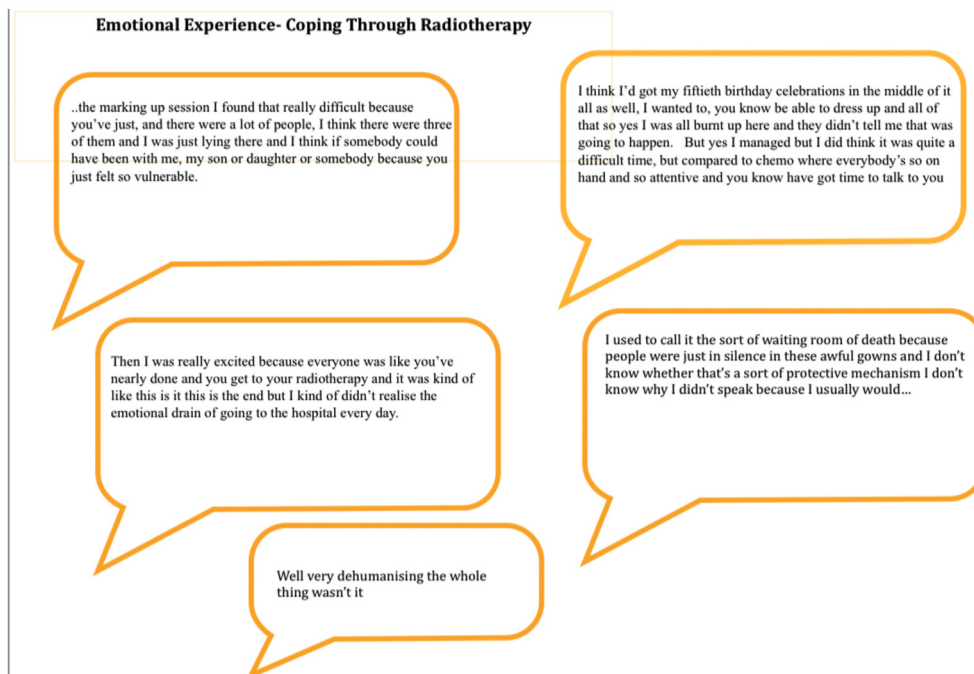 Emotional Experience- Coping Through Radiotherapy
..the marking up session I found that really difficult because
you’ve just, and there were a lot of people, I think there were three
of them and I was just lying there and I think if somebody could
have been with me, my son or daughter or somebody because you
just felt so vulnerable.
I think I’d got my fiftieth birthday celebrations in the middle of it
all as well, I wanted to, you know be able to dress up and all of
that so yes I was all burnt up here and they didn’t tell me that was
going to happen. But yes I managed but I did think it was quite a
difficult time, but compared to chemo where everybody’s so on
hand and so attentive and you know have got time to talk to you
Then I was really excited because everyone was like you’ve
nearly done and you get to your radiotherapy and it was kind of
like this is it this is the end but I kind of didn’t realise the
emotional drain of going to the hospital every day.
I used to call it the sort of waiting room of death because
people were just in silence in these awful gowns and I don’t
know whether that’s a sort of protective mechanism I don’t
know why I didn’t speak because I usually would…
Well very dehumanising the whole
thing wasn’t it